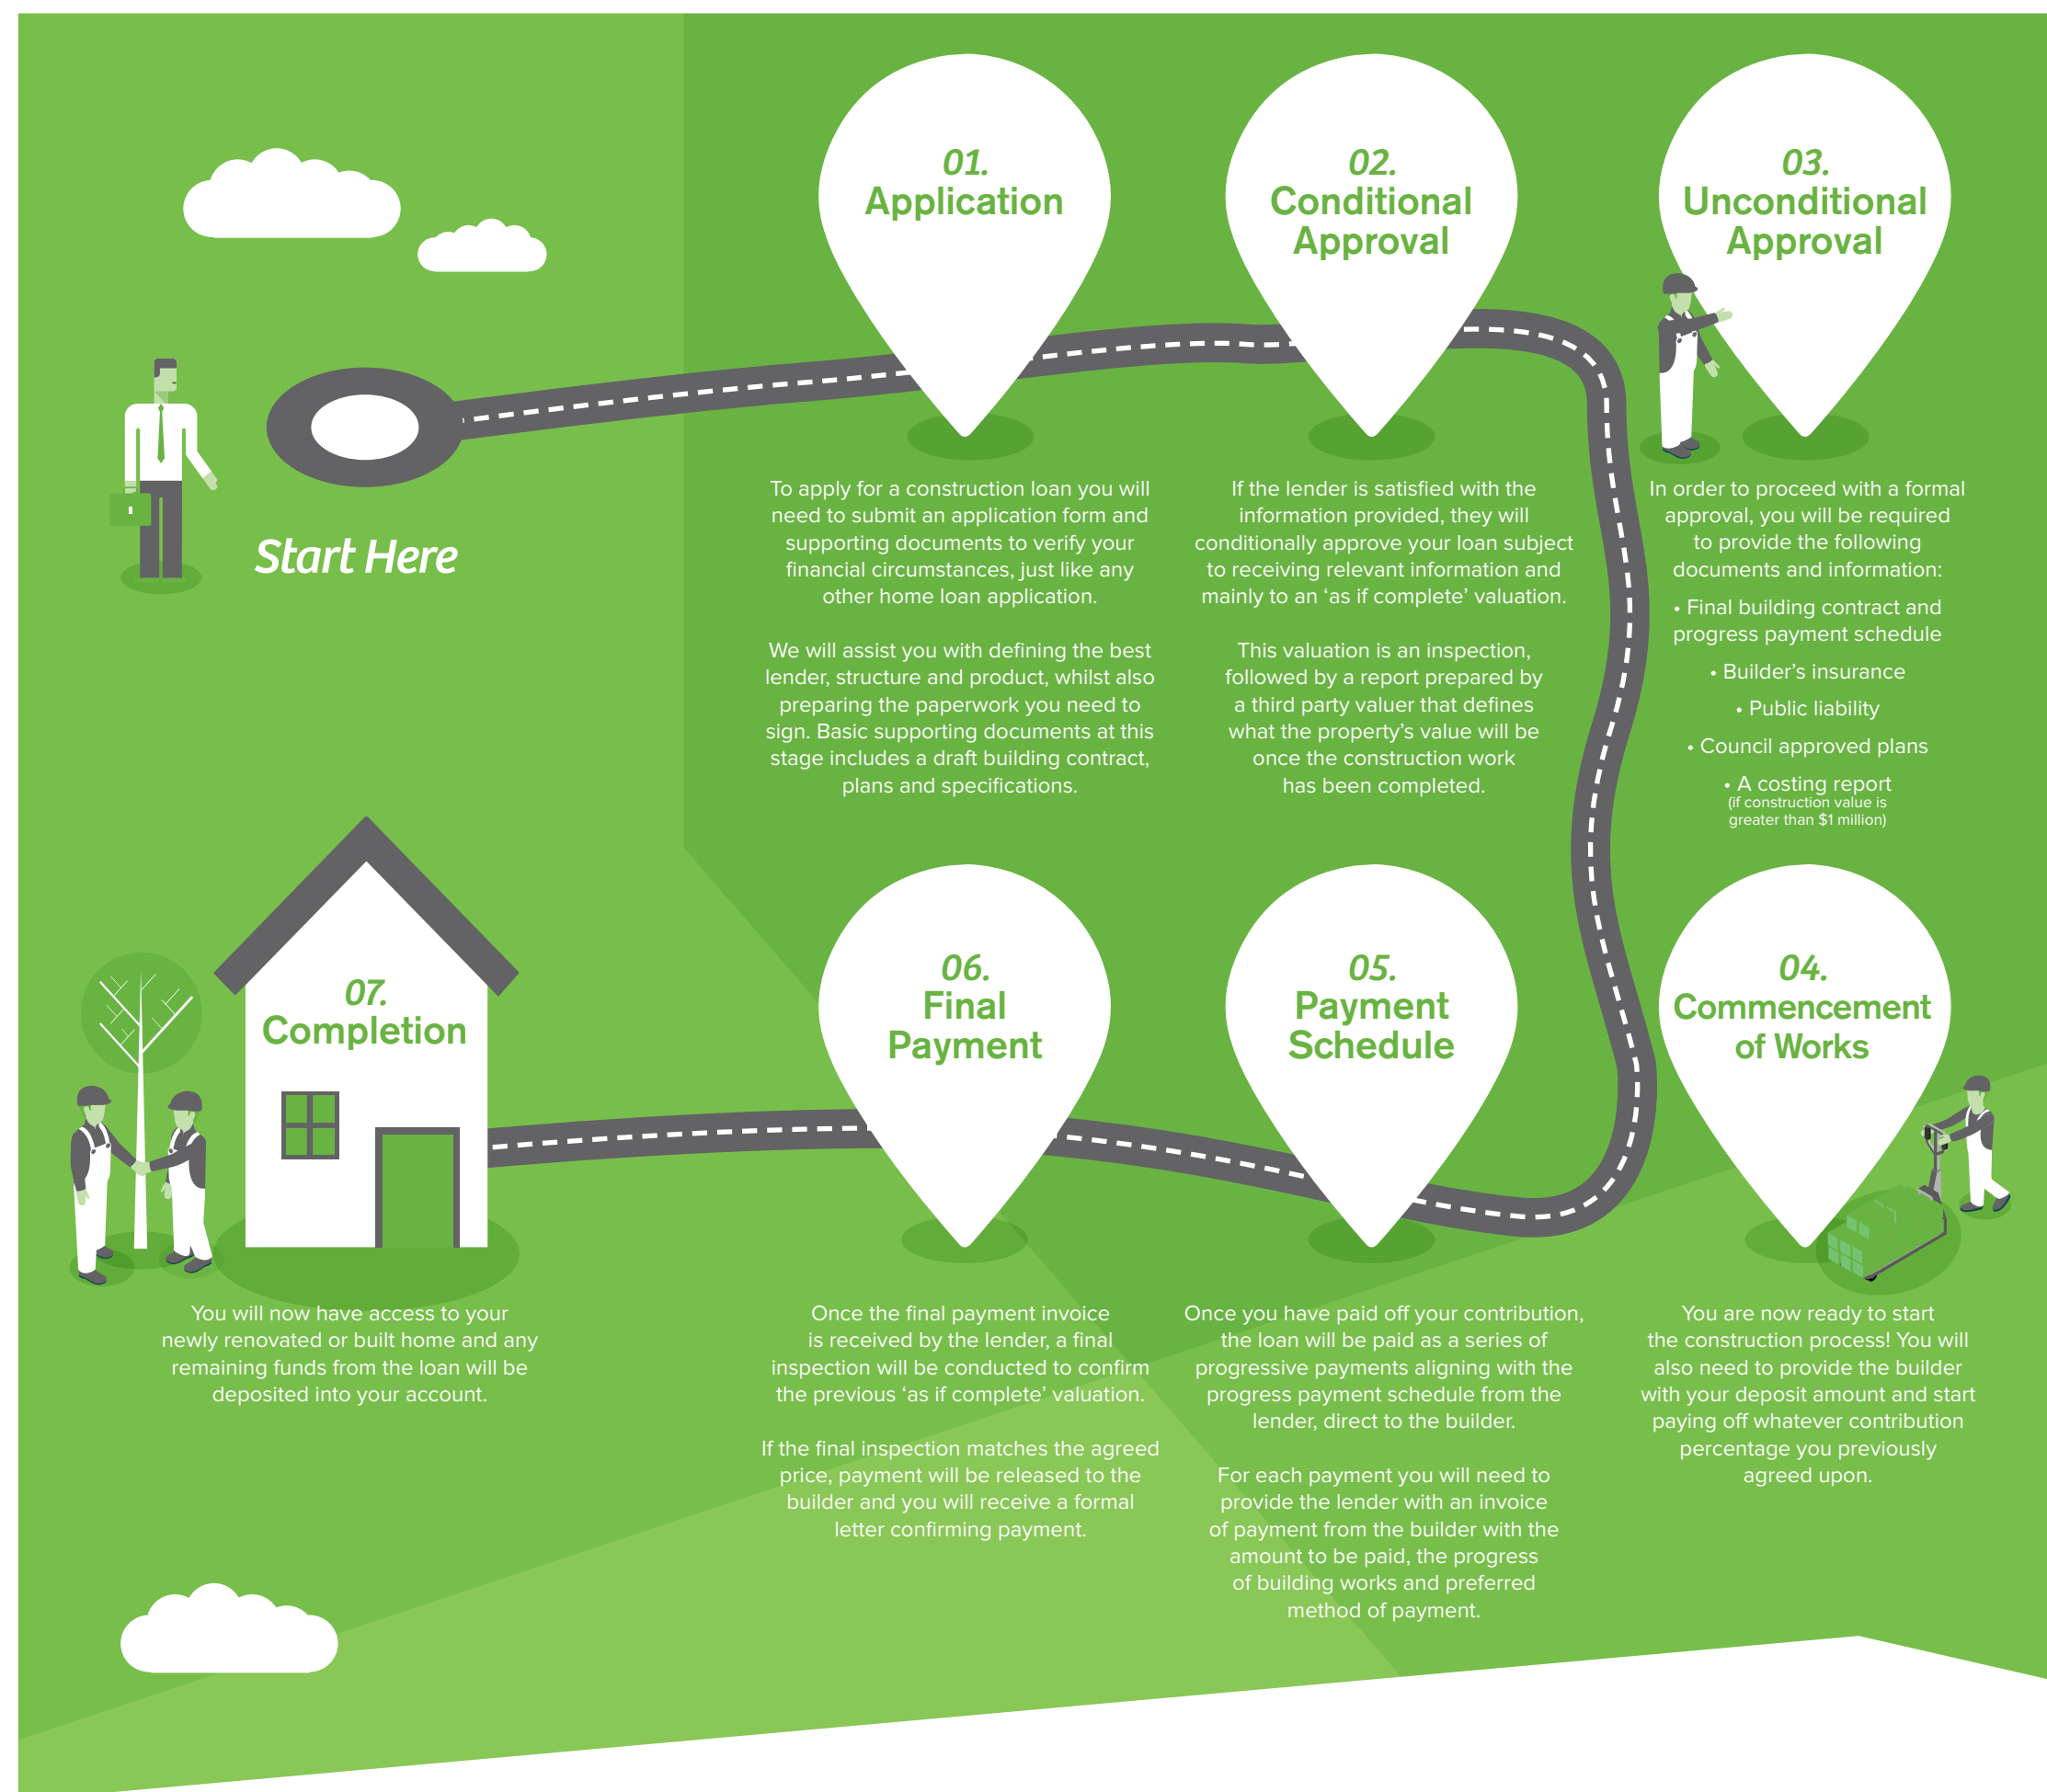 Start Here
01.
Application
To apply for a construction loan you will
need to submit an application form and
supporting documents to verify your
financial circumstances, just like any
other home loan application.
We will assist you with defining the best
lender, structure and product, whilst also
preparing the paperwork you need to
sign. Basic supporting documents at this
stage includes a draft building contract,
plans and specifications.
02.
Conditional
Approval
If the lender is satisfied with the
information provided, they will
conditionally approve your loan subject
to receiving relevant information and
mainly to an ‘as if complete’ valuation.
This valuation is an inspection,
followed by a report prepared by
a third party valuer that defines
what the property’s value will be
once the construction work
has been completed.
03.
Unconditional
Approval
In order to proceed with a formal
approval, you will be required
to provide the following
documents and information:
• Final building contract and
progress payment schedule
• Builder’s insurance
• Public liability
• Council approved plans
• A costing report
(if construction value is
greater than $1 million)
04.
Commencement
of Works
You are now ready to start
the construction process! You will
also need to provide the builder
with your deposit amount and start
paying off whatever contribution
percentage you previously
agreed upon.
05.
Payment
Schedule
Once you have paid off your contribution,
the loan will be paid as a series of
progressive payments aligning with the
progress payment schedule from the
lender, direct to the builder.
For each payment you will need to
provide the lender with an invoice
of payment from the builder with the
amount to be paid, the progress
of building works and preferred
method of payment.
06.
Final
Payment
Once the final payment invoice
is received by the lender, a final
inspection will be conducted to confirm
the previous ‘as if complete’ valuation.
If the final inspection matches the agreed
price, payment will be released to the
builder and you will receive a formal
letter confirming payment.
07.
Completion
You will now have access to your
newly renovated or built home and any
remaining funds from the loan will be
deposited into your account.